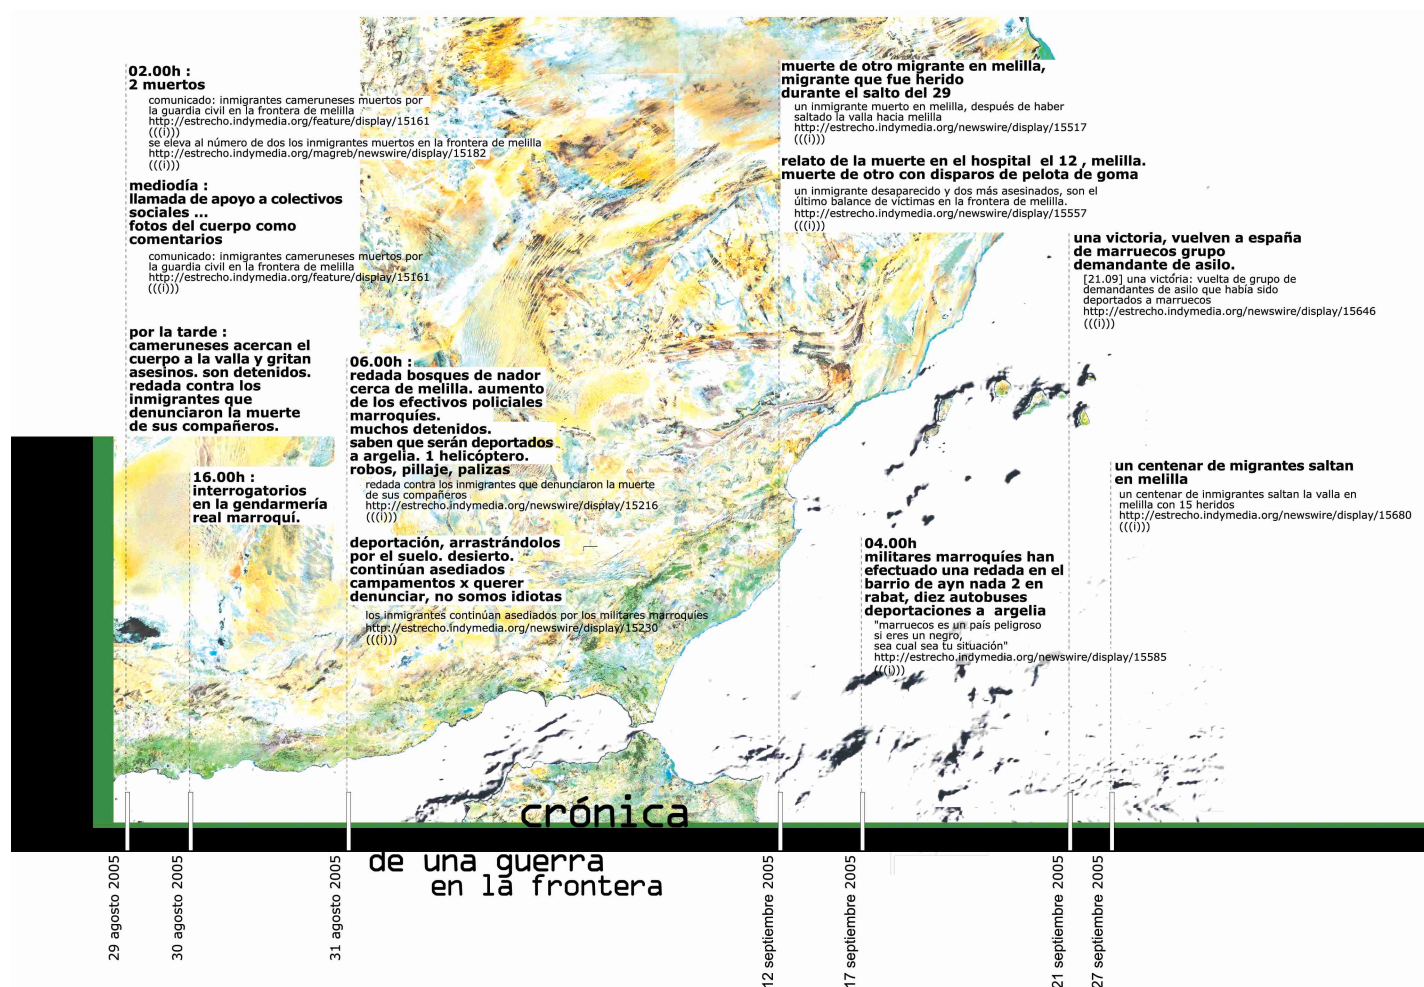 02.00h :
2 muertos
comunicado: inmigrantes cameruneses muertos por
la guardia civil en la frontera de melilla
http://estrecho.indymedia.org/feature/display/15161
(((i)))
se eleva al número de dos los inmigrantes muertos en la frontera de melilla
http://estrecho.indymedia.org/magreb/newswire/display/15182
(((i)))
mediodía :
llamada de apoyo a colectivos
sociales ...
fotos del cuerpo como
comentarios
comunicado: inmigrantes cameruneses muertos por
la guardia civil en la frontera de melilla
http://estrecho.indymedia.org/feature/display/15161
(((i)))
por la tarde :
cameruneses acercan el
cuerpo a la valla y gritan
asesinos. son detenidos.
redada contra los
inmigrantes que
denunciaron la muerte
de sus compañeros.
16.00h :
interrogatorios
en la gendarmería
real marroquí.
06.00h :
redada bosques de nador
cerca de melilla. aumento
de los efectivos policiales
marroquíes.
muchos detenidos.
saben que serán deportados
a argelia. 1 helicóptero.
robos, pillaje, palizas
redada contra los inmigrantes que denunciaron la muerte
de sus compañeros
http://estrecho.indymedia.org/newswire/display/15216
(((i)))
deportación, arrastrándolos
por el suelo. desierto.
continúan asediados
campamentos x querer
denunciar, no somos idiotas
los inmigrantes continúan asediados por los militares marroquíes
http://estrecho.indymedia.org/newswire/display/15230
(((i)))
muerte de otro migrante en melilla,
migrante que fue herido
durante el salto del 29
un inmigrante muerto en melilla, después de haber
saltado la valla hacia melilla
http://estrecho.indymedia.org/newswire/display/15517
(((i)))
relato de la muerte en el hospital el 12 , melilla.
muerte de otro con disparos de pelota de goma
un inmigrante desaparecido y dos más asesinados, son el
último balance de víctimas en la frontera de melilla.
http://estrecho.indymedia.org/newswire/display/15557
(((i)))
04.00h
militares marroquíes han
efectuado una redada en el
barrio de ayn nada 2 en
rabat, diez autobuses
deportaciones a argelia
"marruecos es un país peligroso
si eres un negro,
sea cual sea tu situación"
http://estrecho.indymedia.org/newswire/display/15585
(((i)))
una victoria, vuelven a españa
de marruecos grupo
demandante de asilo.
[21.09] una victória: vuelta de grupo de
demandantes de asilo que había sido
deportados a marruecos
http://estrecho.indymedia.org/newswire/display/15646
(((i)))
un centenar de migrantes saltan
en melilla
un centenar de inmigrantes saltan la valla en
melilla con 15 heridos
http://estrecho.indymedia.org/newswire/display/15680
(((i)))
crónica
de una guerra
en la frontera
29 agosto 2005
30 agosto 2005
31 agosto 2005
12 septiembre 2005
17 septiembre 2005
21 septiembre 2005
27 septiembre 2005